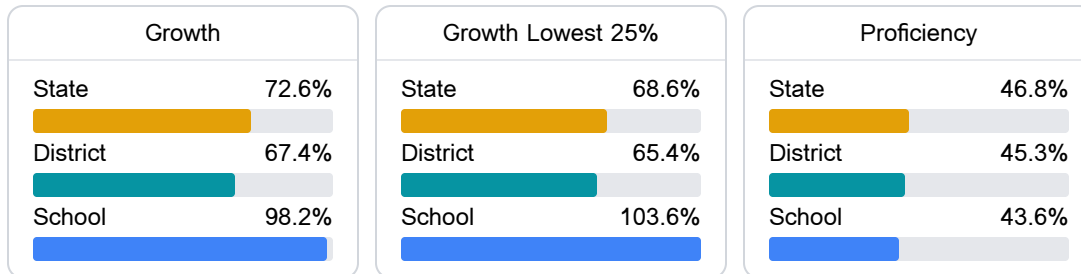 Growth
State 72.6%
District 67.4%
School 98.2%
Growth Lowest 25%
State 68.6%
District 65.4%
School 103.6%
Proficiency
State 46.8%
District 45.3%
School 43.6%